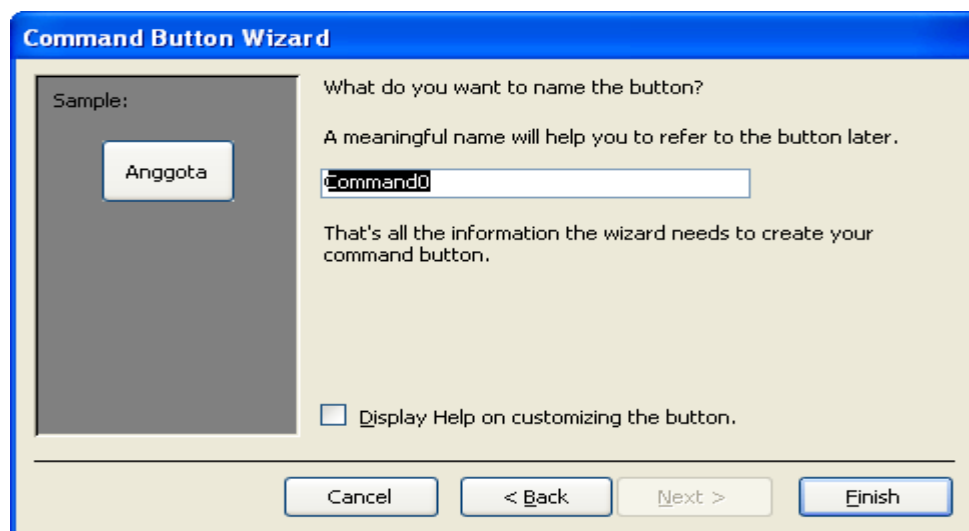 Command Button Wizard
Sample:
Anggota
What do you want to name the button?
A meaningful name will help you to refer to the button later.
Command0
That's all the information the wizard needs to create your
command button.
Display Help on customizing the button.
Cancel
< Back
Next >
Finish